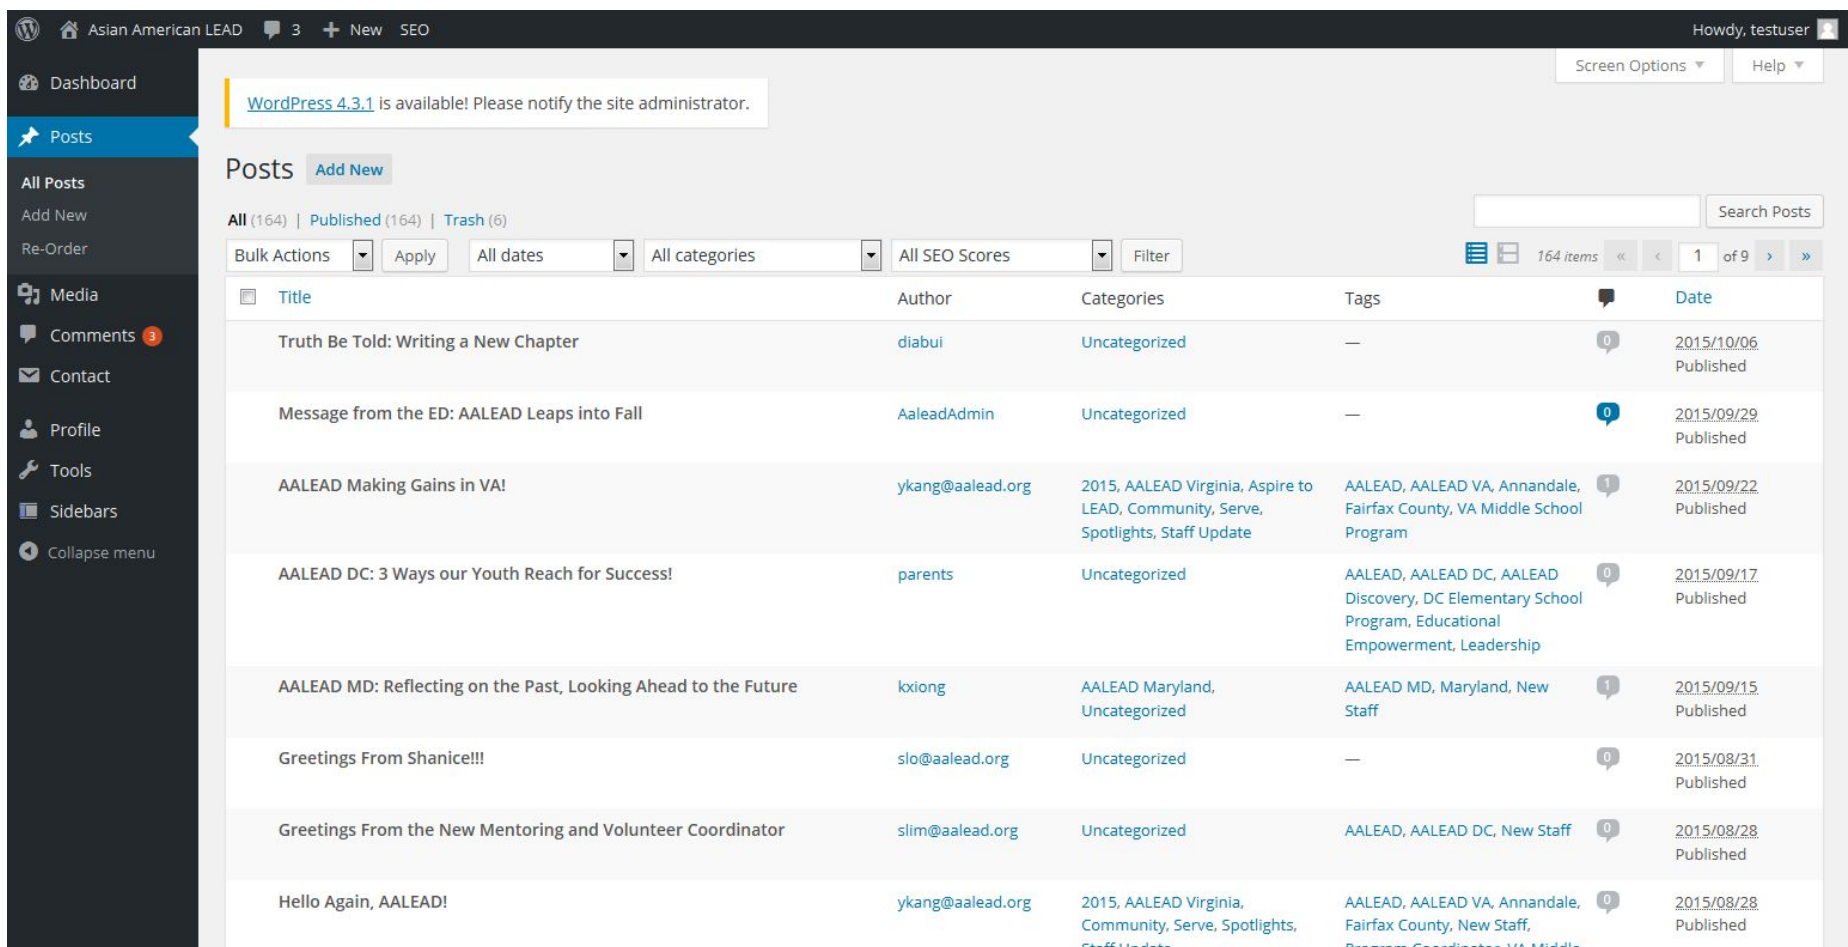 Asian American LEAD 3 + New SEO Howdy, testuser
Screen Options Help
Dashboard
Posts
All Posts
Add New
Re-Order
Media
Comments 3
Contact
Profile
Tools
Sidebars
Collapse menu
WordPress 4.3.1 is available! Please notify the site administrator.
Posts Add New
All (164) | Published (164) | Trash (6)
Search Posts
Bulk Actions Apply All dates All categories All SEO Scores Filter 164 items « ‹ 1 of 9 › »
Title Author Categories Tags Date
Truth Be Told: Writing a New Chapter diabui Uncategorized — 0 2015/10/06
Published
Message from the ED: AALEAD Leaps into Fall AaleadAdmin Uncategorized — 0 2015/09/29
Published
AALEAD Making Gains in VA! ykang@aalead.org 2015, AALEAD Virginia, Aspire to AALEAD, AALEAD VA, Annandale, 1 2015/09/22
LEAD, Community, Serve, Fairfax County, VA Middle School Published
Spotlights, Staff Update Program
AALEAD DC: 3 Ways our Youth Reach for Success! parents Uncategorized AALEAD, AALEAD DC, AALEAD 0 2015/09/17
Discovery, DC Elementary School Published
Program, Educational
Empowerment, Leadership
AALEAD MD: Reflecting on the Past, Looking Ahead to the Future kxiong AALEAD Maryland, AALEAD MD, Maryland, New 1 2015/09/15
Uncategorized Staff Published
Greetings From Shanice!!! slo@aalead.org Uncategorized — 0 2015/08/31
Published
Greetings From the New Mentoring and Volunteer Coordinator slim@aalead.org Uncategorized AALEAD, AALEAD DC, New Staff 0 2015/08/28
Published
Hello Again, AALEAD! ykang@aalead.org 2015, AALEAD Virginia, AALEAD, AALEAD VA, Annandale, 0 2015/08/28
Community, Serve, Spotlights, Fairfax County, New Staff, Published
Staff Update Program Coordinator, VA Middle